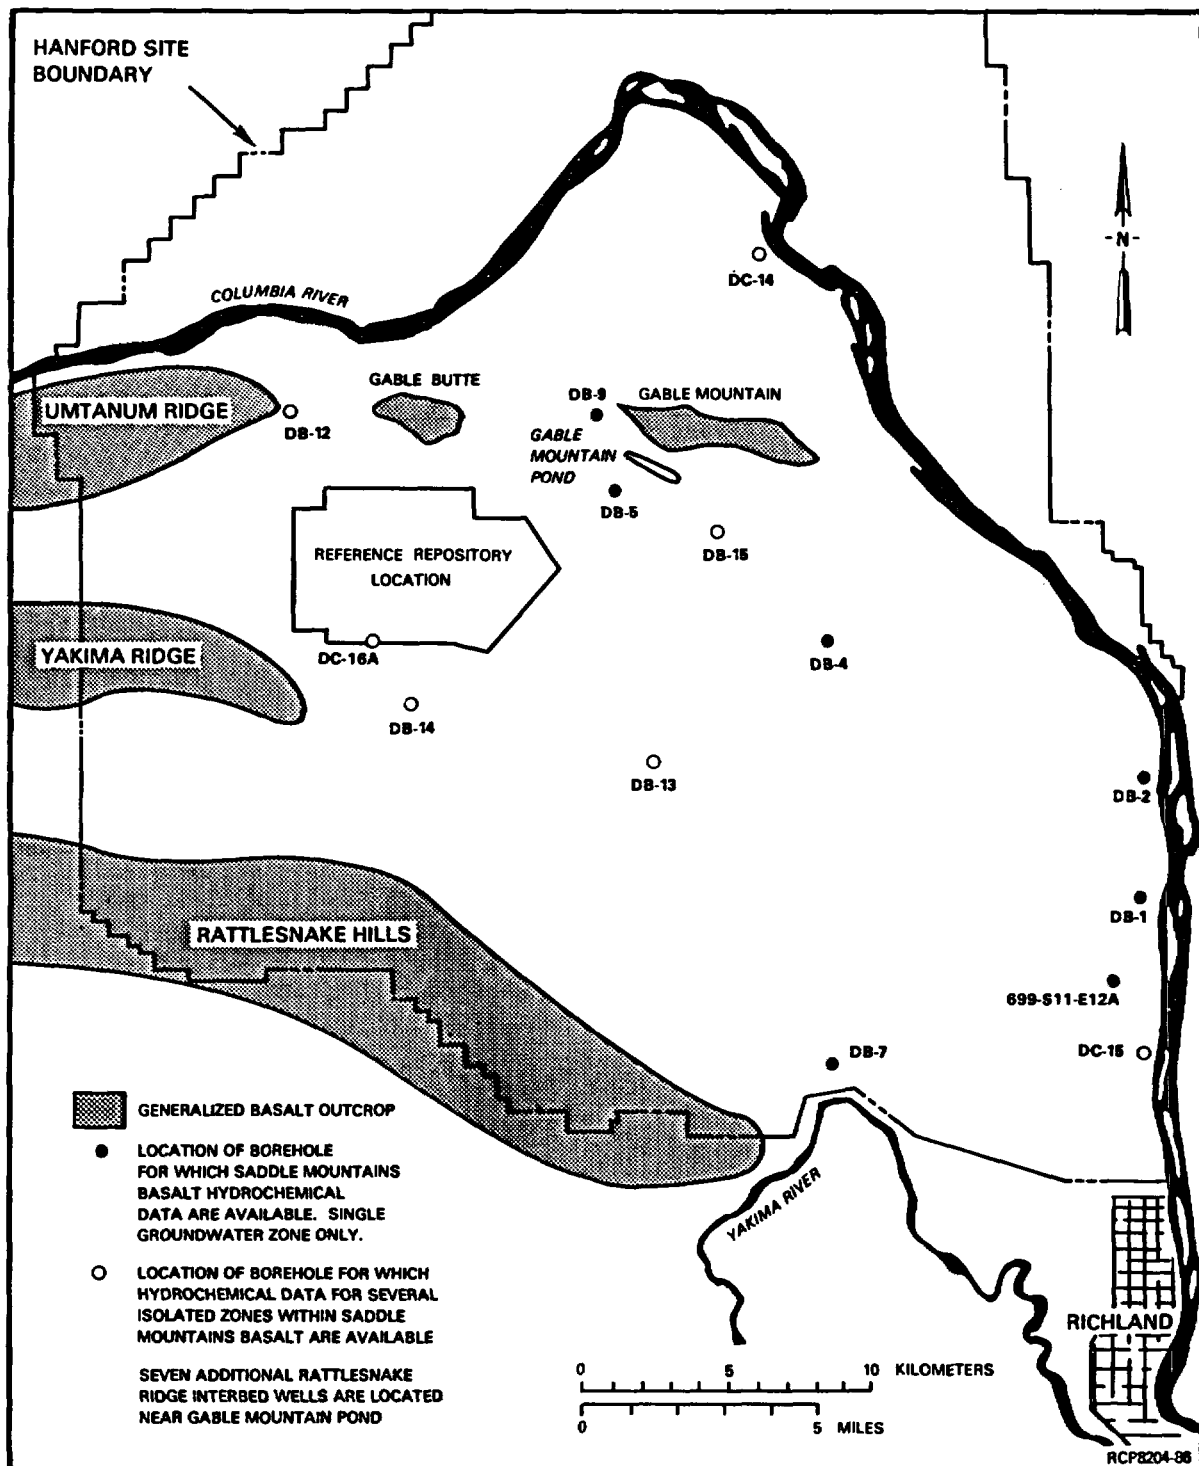 HANFORD SITE
BOUNDARY
N
COLUMBIA RIVER
DC-14
GABLE BUTTE
DB-9
GABLE MOUNTAIN
UMTANUM RIDGE
DB-12
GABLE
MOUNTAIN
POND
DB-5
REFERENCE REPOSITORY
LOCATION
DB-15
YAKIMA RIDGE
DC-16A
DB-4
DB-14
DB-13
DB-2
DB-1
RATTLESNAKE HILLS
699-S11-E12A
DC-15
DB-7
GENERALIZED BASALT OUTCROP
LOCATION OF BOREHOLE
FOR WHICH SADDLE MOUNTAINS
BASALT HYDROCHEMICAL
DATA ARE AVAILABLE. SINGLE
GROUNDWATER ZONE ONLY.
YAKIMA RIVER
LOCATION OF BOREHOLE FOR WHICH
HYDROCHEMICAL DATA FOR SEVERAL
ISOLATED ZONES WITHIN SADDLE
MOUNTAINS BASALT ARE AVAILABLE
RICHLAND
SEVEN ADDITIONAL RATTLESNAKE
RIDGE INTERBED WELLS ARE LOCATED
NEAR GABLE MOUNTAIN POND
0 5 10 KILOMETERS
0 5 MILES
RCP8204-86